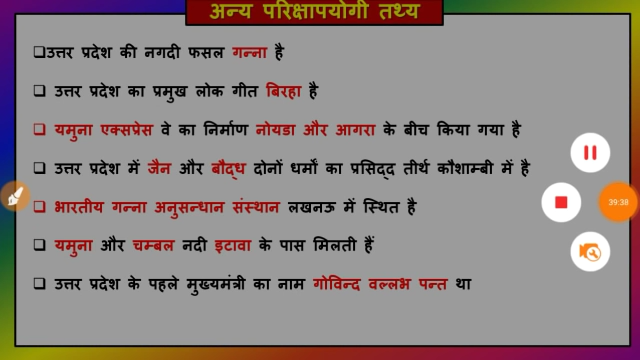 अन्य परिक्षापयोगी तथ्य
❑उत्तर प्रदेश की नगदी फसल गन्ना है
❑ उत्तर प्रदेश का प्रमुख लोक गीत बिरहा है
❑ यमुना एक्सप्रेस वे का निर्माण नोयडा और आगरा के बीच किया गया है
❑ उत्तर प्रदेश में जैन और बौद्ध दोनों धर्मों का प्रसिद्द तीर्थ कौशाम्बी में है
❑ भारतीय गन्ना अनुसन्धान संस्थान लखनऊ में स्थित है
❑ यमुना और चम्बल नदी इटावा के पास मिलती हैं
❑ उत्तर प्रदेश के पहले मुख्यमंत्री का नाम गोविन्द वल्लभ पन्त था
39:38